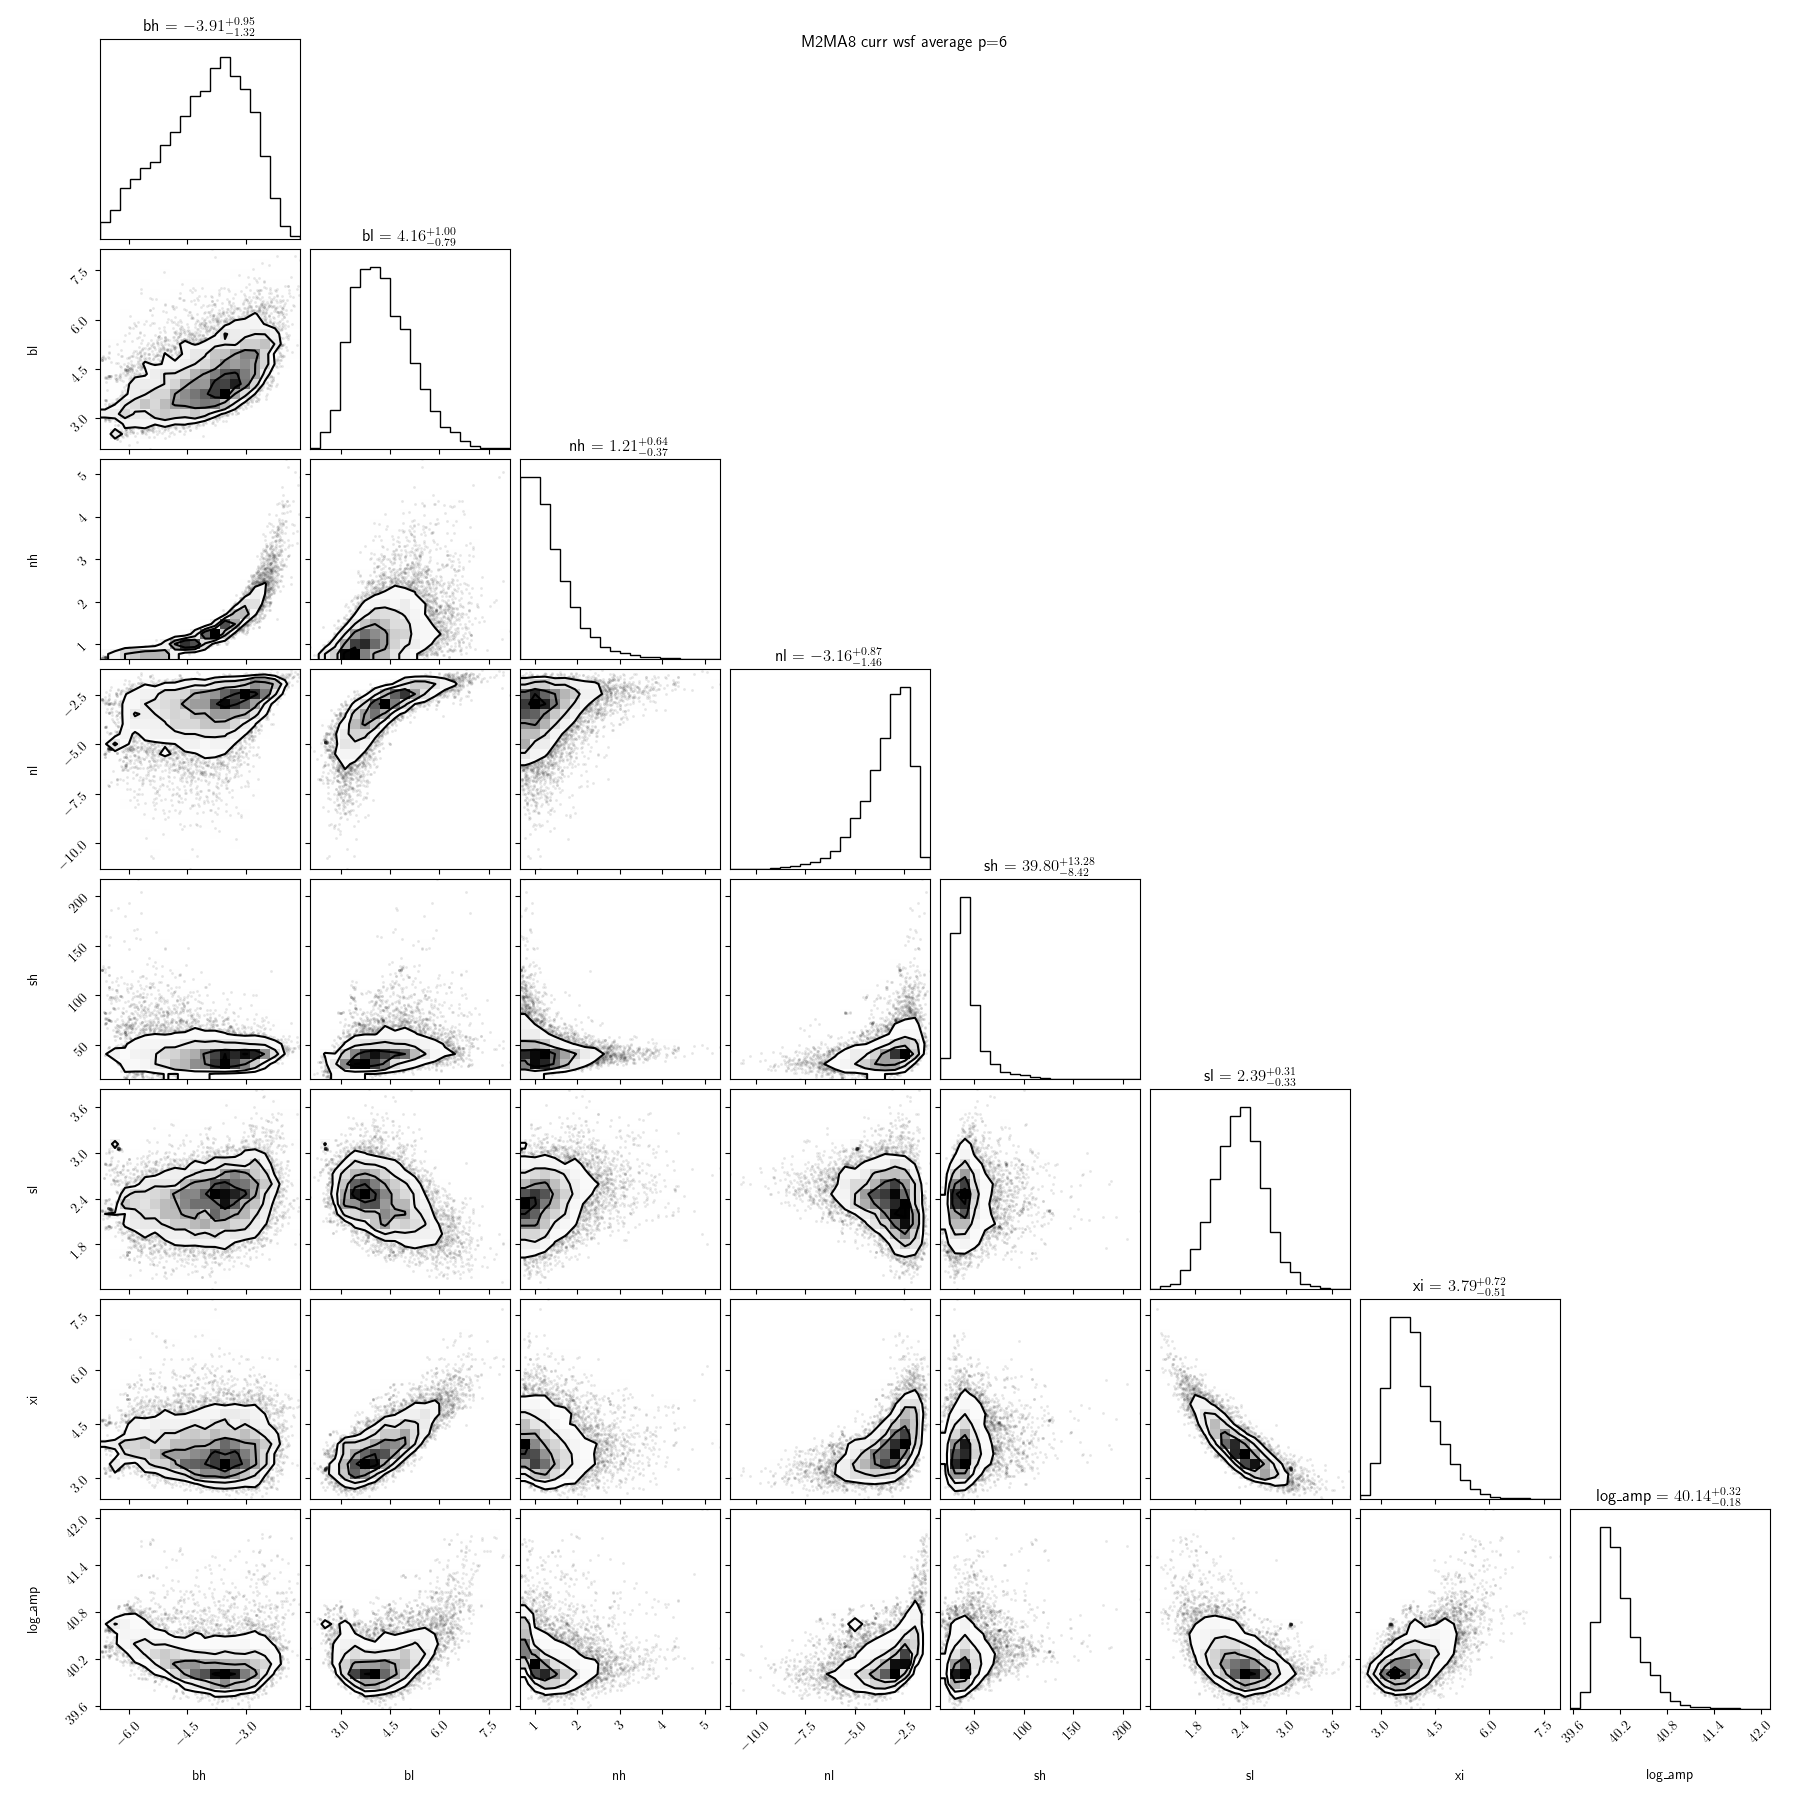 bh = −3.91+0.95−1.32
M2MA8 curr wsf average p=6
bl = 4.16+1.00−0.79
7.5
6.0
4.5
3.0
bl
nh = 1.21+0.64−0.37
5
4
3
2
1
nh
nl = −3.16+0.87−1.46
−2.5
−5.0
−7.5
−10.0
nl
sh = 39.80+13.28−8.42
200
150
100
50
sh
sl = 2.39+0.31−0.33
3.6
3.0
2.4
1.8
sl
xi = 3.79+0.72−0.51
7.5
6.0
4.5
3.0
xi
log_amp = 40.14+0.32−0.18
42.0
41.4
40.8
40.2
39.6
log_amp
−6.0 −4.5 −3.0 3.0 4.5 6.0 7.5 1 2 3 4 5 −10.0 −7.5 −5.0 −2.5 50 100 150 200 1.8 2.4 3.0 3.6 3.0 4.5 6.0 7.5 39.6 40.2 40.8 41.4 42.0
bh bl nh nl sh sl xi log_amp